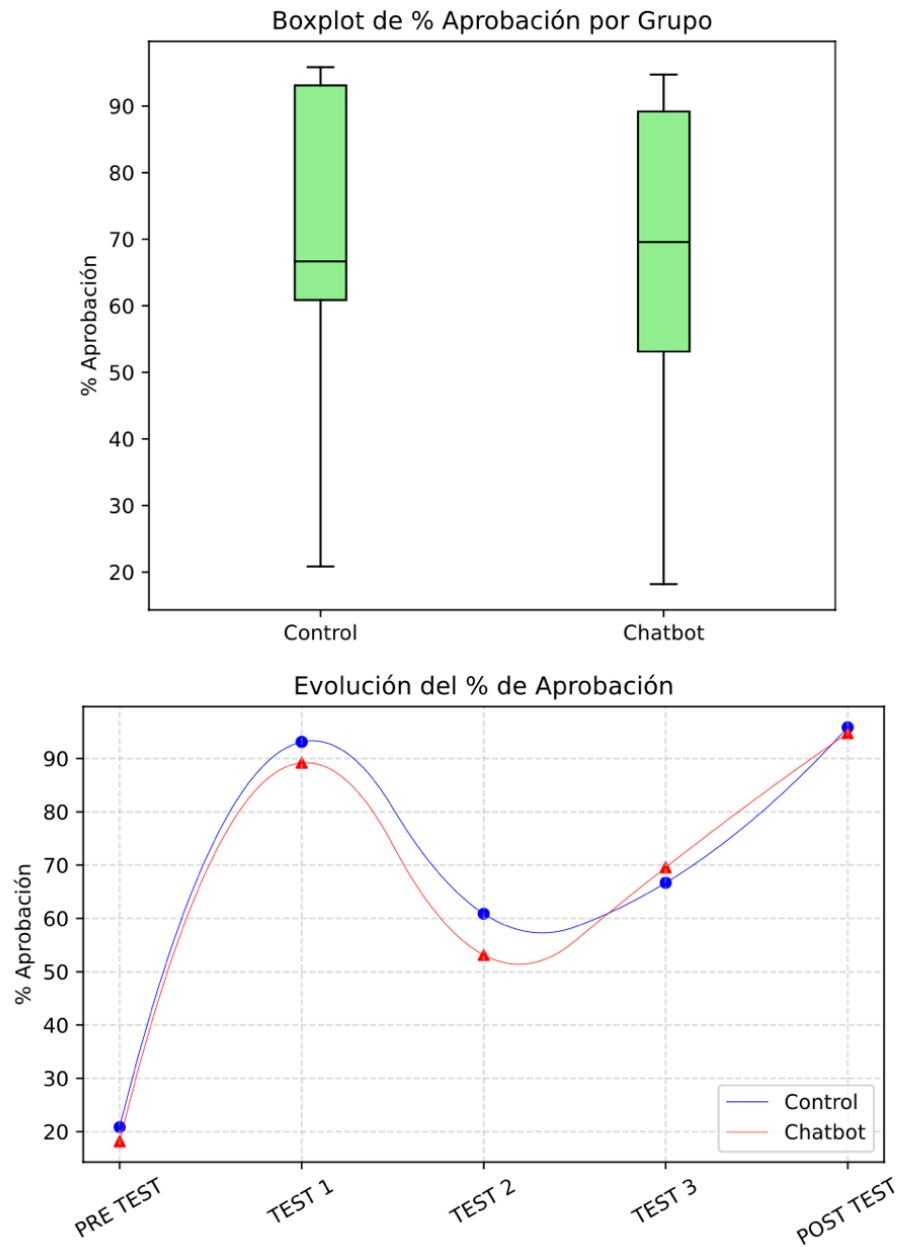 Boxplot de % Aprobación por Grupo
% Aprobación
90
80
70
60
50
40
30
20
Control
Chatbot
Evolución del % de Aprobación
% Aprobación
90
80
70
60
50
40
30
20
Control
Chatbot
PRE TEST
TEST 1
TEST 2
TEST 3
POST TEST